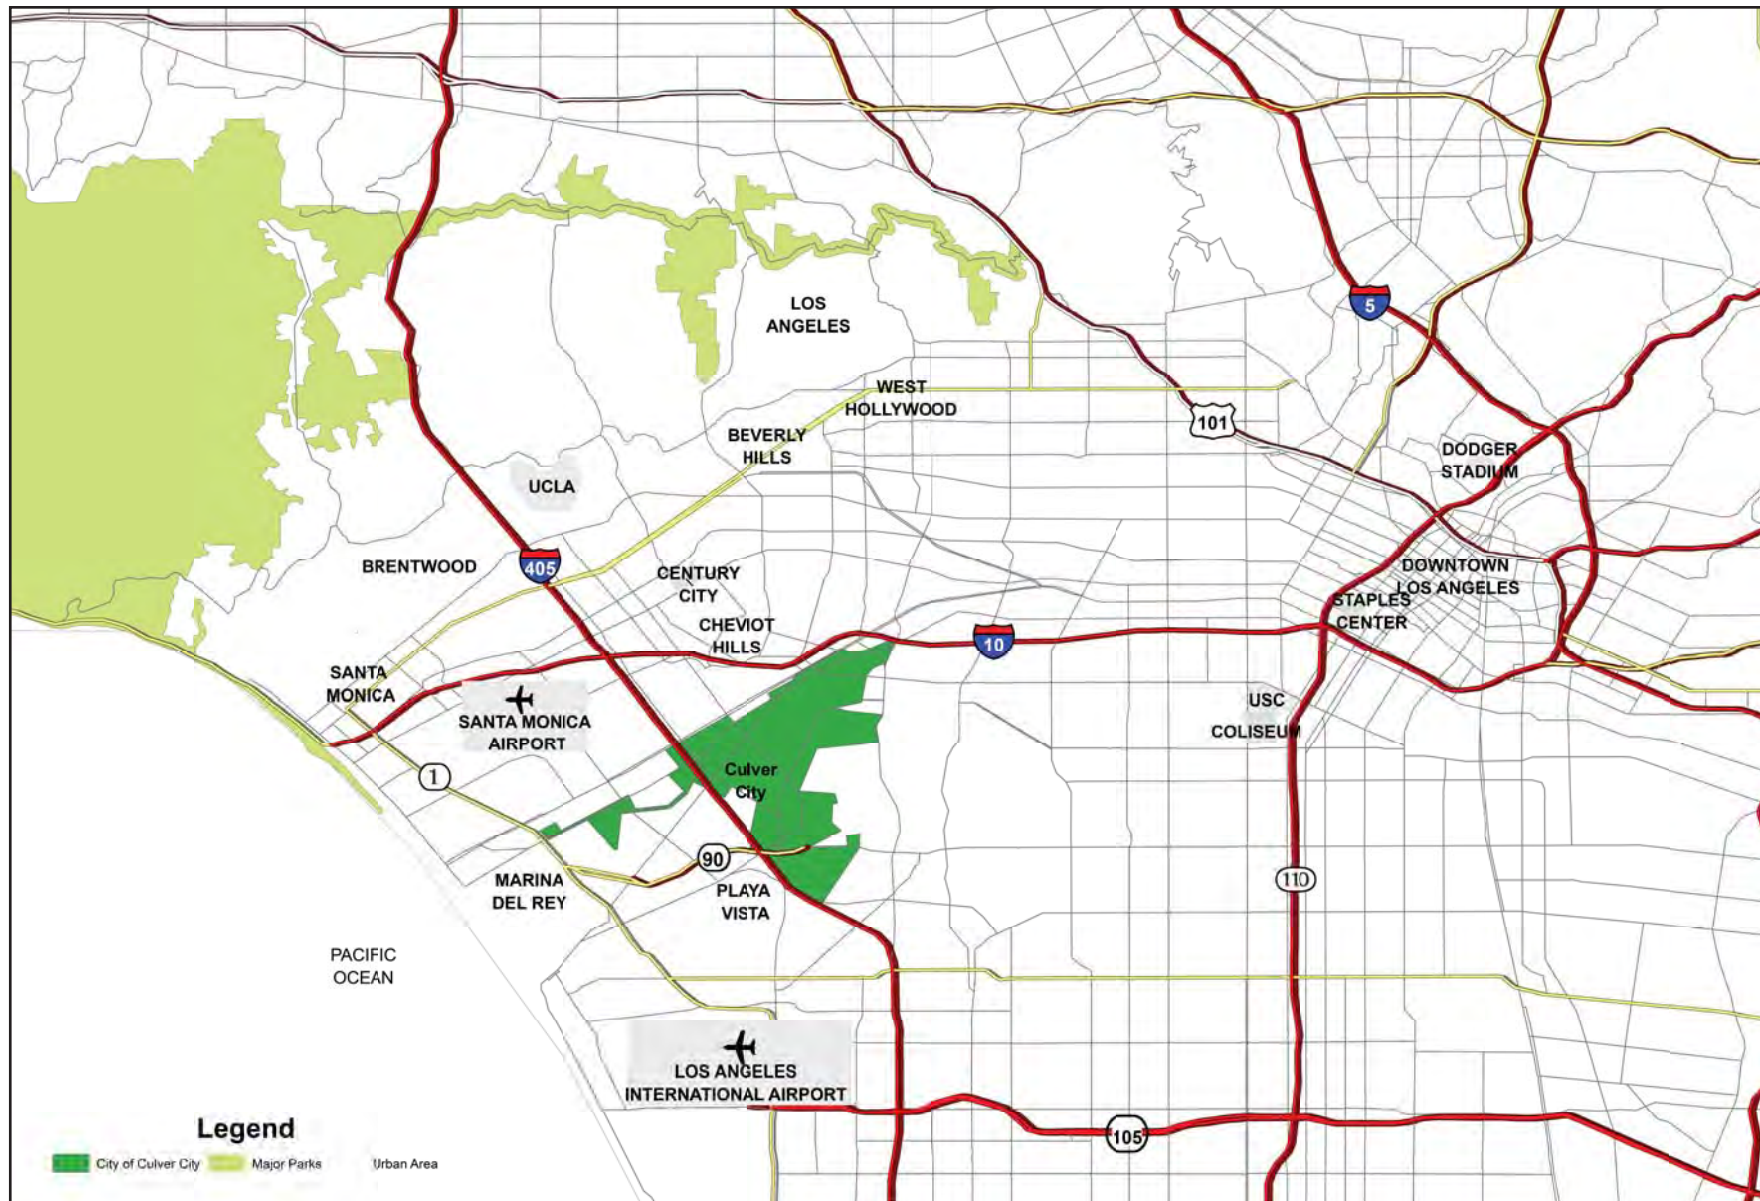 LOS
ANGELES
5
WEST
HOLLYWOOD
101
BEVERLY
HILLS
DODGER
STADIUM
UCLA
BRENTWOOD
405
CENTURY
CITY
DOWNTOWN
LOS ANGELES
STAPLES
CENTER
CHEVIOT
HILLS
10
SANTA
MONICA
SANTA MONICA
AIRPORT
USC
COLISEUM
1
Culver
City
90
110
MARINA
DEL REY
PLAYA
VISTA
PACIFIC
OCEAN
LOS ANGELES
INTERNATIONAL AIRPORT
105
Legend
City of Culver City
Major Parks
Urban Area